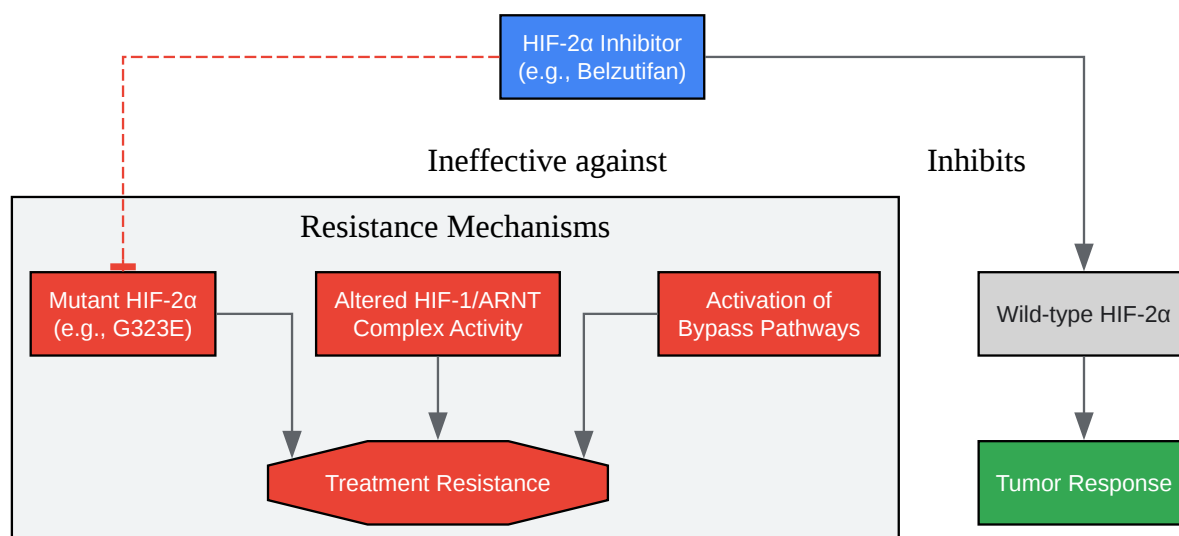 HIF-2α Inhibitor
(e.g., Belzutifan)
Ineffective against
Inhibits
Resistance Mechanisms
Mutant HIF-2α
(e.g., G323E)
Altered HIF-1/ARNT
Complex Activity
Activation of
Bypass Pathways
Wild-type HIF-2α
Treatment Resistance
Tumor Response